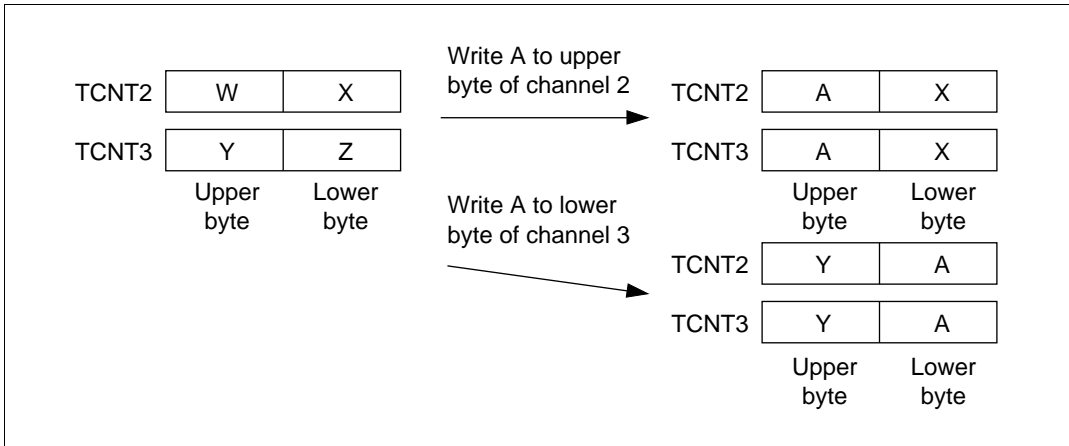 TCNT2 W X
TCNT3 Y Z
Upper byte
Lower byte
Write A to upper
byte of channel 2
TCNT2 A X
TCNT3 A X
Upper byte
Lower byte
Write A to lower
byte of channel 3
TCNT2 Y A
TCNT3 Y A
Upper byte
Lower byte